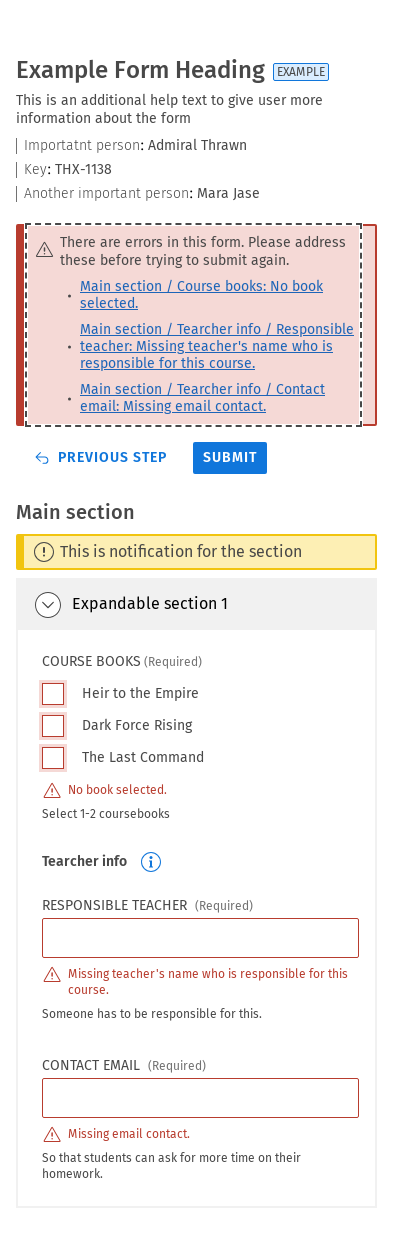 Example Form Heading EXAMPLE
This is an additional help text to give user more
information about the form
Importatnt person: Admiral Thrawn
Key: THX-1138
Another important person: Mara Jase
There are errors in this form. Please address
these before trying to submit again.
• Main section / Course books: No book
selected.
Main section / Tearcher info / Responsible
• teacher: Missing teacher's name who is
responsible for this course.
Main section / Tearcher info / Contact
• email: Missing email contact.
PREVIOUS STEP SUBMIT
Main section
This is notification for the section
Expandable section 1
COURSE BOOKS (Required)
Heir to the Empire
Dark Force Rising
The Last Command
No book selected.
Select 1-2 coursebooks
Tearcher info
RESPONSIBLE TEACHER (Required)
Missing teacher's name who is responsible for this
course.
Someone has to be responsible for this.
CONTACT EMAIL (Required)
Missing email contact.
So that students can ask for more time on their
homework.